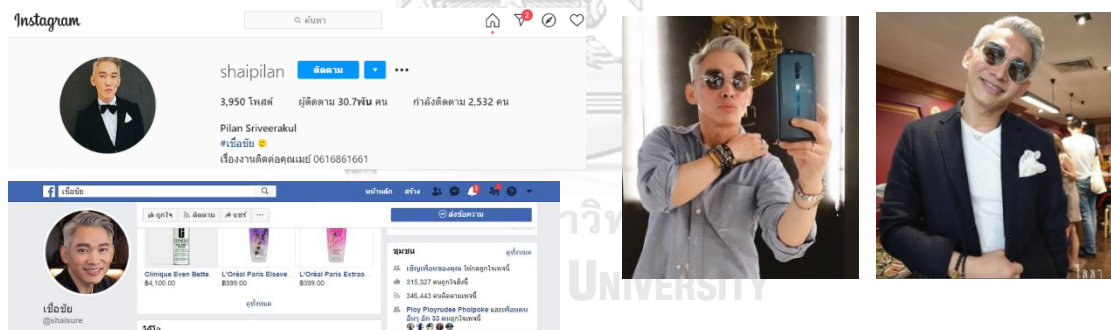 Instagram
ค้นหา
2
shaipilan ติดตาม
3,950 โพสต์ ผู้ติดตาม 30.7พัน คน กำลังติดตาม 2,532 คน
Pilan Sriveerakul
#เชื่อชัย
เรื่องงานติดต่อคุณเมย์ 0616861661
เชื่อชัย
หน้าหลัก สร้าง
ถูกใจ ติดตาม แชร์ ...
ส่งข้อความ
CLINIQUE
Clinique Even Bette...
฿4,100.00
L'Oréal Paris Elseve...
฿399.00
L'Oréal Paris Extrao...
฿399.00
ดูทั้งหมด
วิดีโอ
เชื่อชัย
@shaisure
ชุมชน ดูทั้งหมด
เชิญเพื่อนของคุณ ให้กดถูกใจเพจนี้
315,327 คนถูกใจสิ่งนี้
346,443 คนติดตามเพจนี้
Ploy Ployrudee Pholpoke และเพื่อนคน
อื่นๆ อีก 33 คนถูกใจเพจนี้
UNIVERSITY
ไลลา